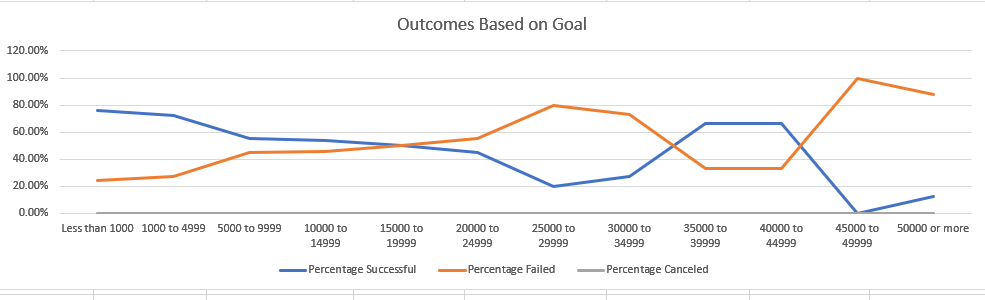 Outcomes Based on Goal
120.00%
100.00%
80.00%
60.00%
40.00%
20.00%
0.00%
Less than 1000
1000 to 4999
5000 to 9999
10000 to
14999
15000 to
19999
20000 to
24999
25000 to
29999
30000 to
34999
35000 to
39999
40000 to
44999
45000 to
49999
50000 or more
Percentage Successful
Percentage Failed
Percentage Canceled